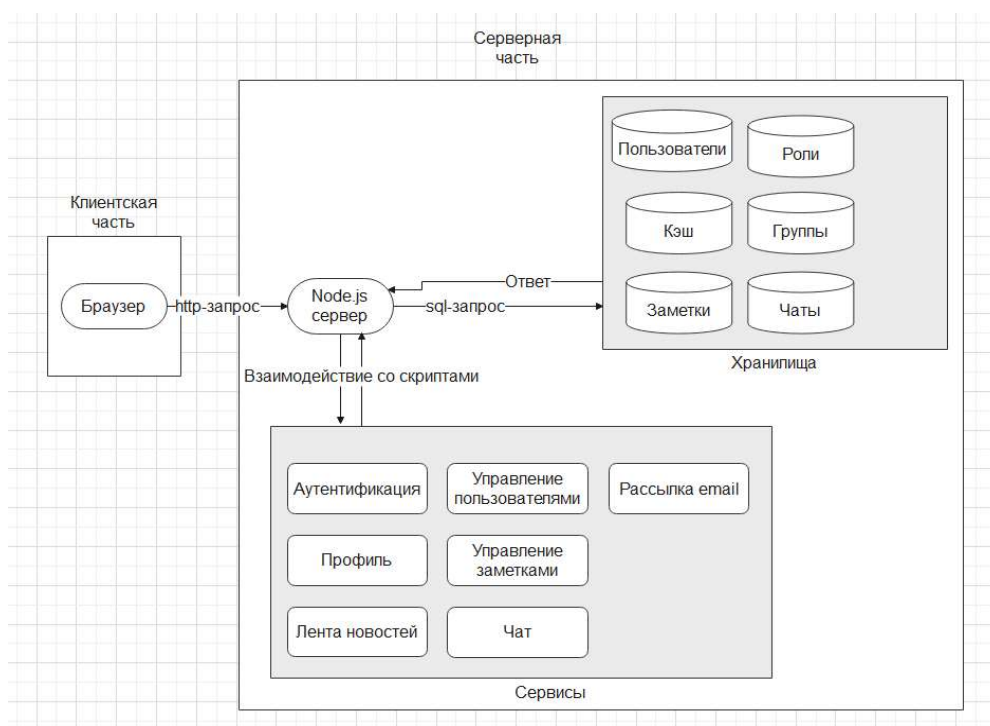 Серверная
часть
Пользователи
Роли
Клиентская
часть
Кэш
Группы
Браузер
http-запрос
Node.js
сервер
Ответ
sql-запрос
Заметки
Чаты
Хранилища
Взаимодействие со скриптами
Аутентификация
Управление
пользователями
Рассылка email
Профиль
Управление
заметками
Лента новостей
Чат
Сервисы